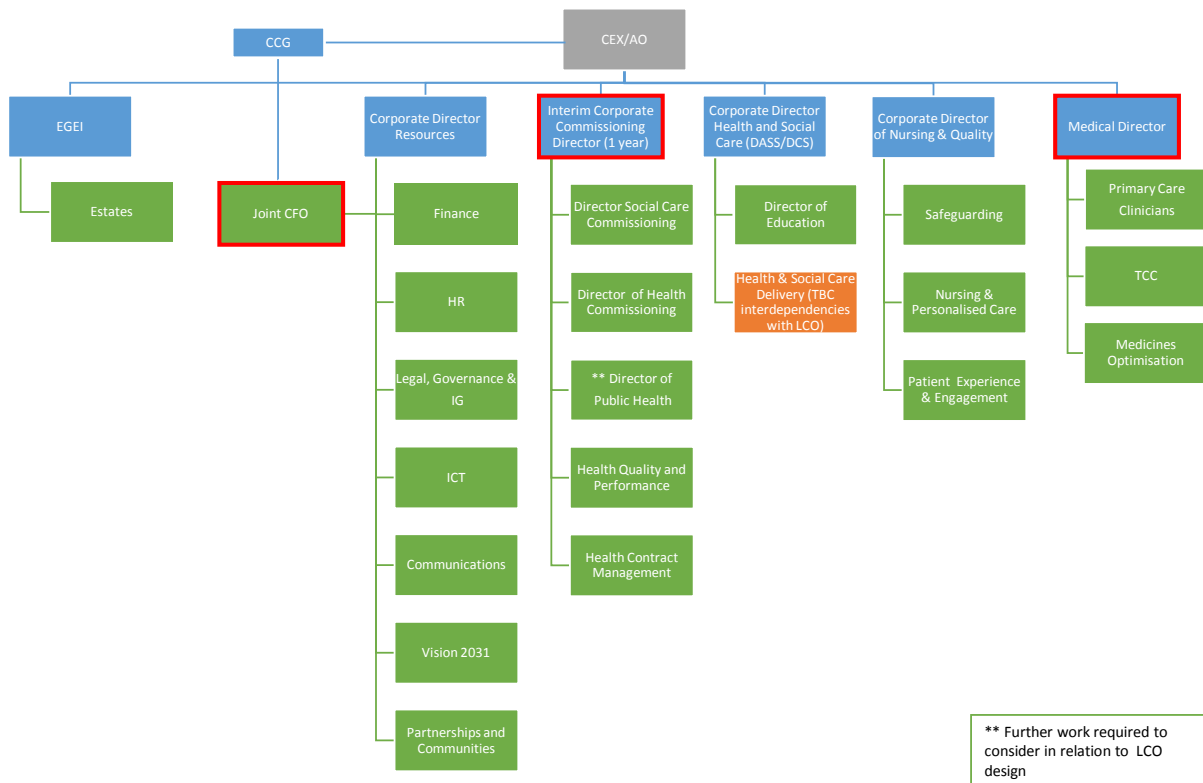 CCG
CEX/AO
EGEI
Corporate Director
Resources
Interim Corporate
Commissioning
Director (1 year)
Corporate Director
Health and Social
Care (DASS/DCS)
Corporate Director
of Nursing & Quality
Medical Director
Estates
Joint CFO
Finance
HR
Legal, Governance &
IG
ICT
Communications
Vision 2031
Partnerships and
Communities
Director Social Care
Commissioning
Director of Health
Commissioning
** Director of
Public Health
Health Quality and
Performance
Health Contract
Management
Director of
Education
Health & Social Care
Delivery (TBC
interdependencies
with LCO)
Safeguarding
Nursing &
Personalised Care
Patient Experience
& Engagement
Primary Care
Clinicians
TCC
Medicines
Optimisation
** Further work required to
consider in relation to LCO
design